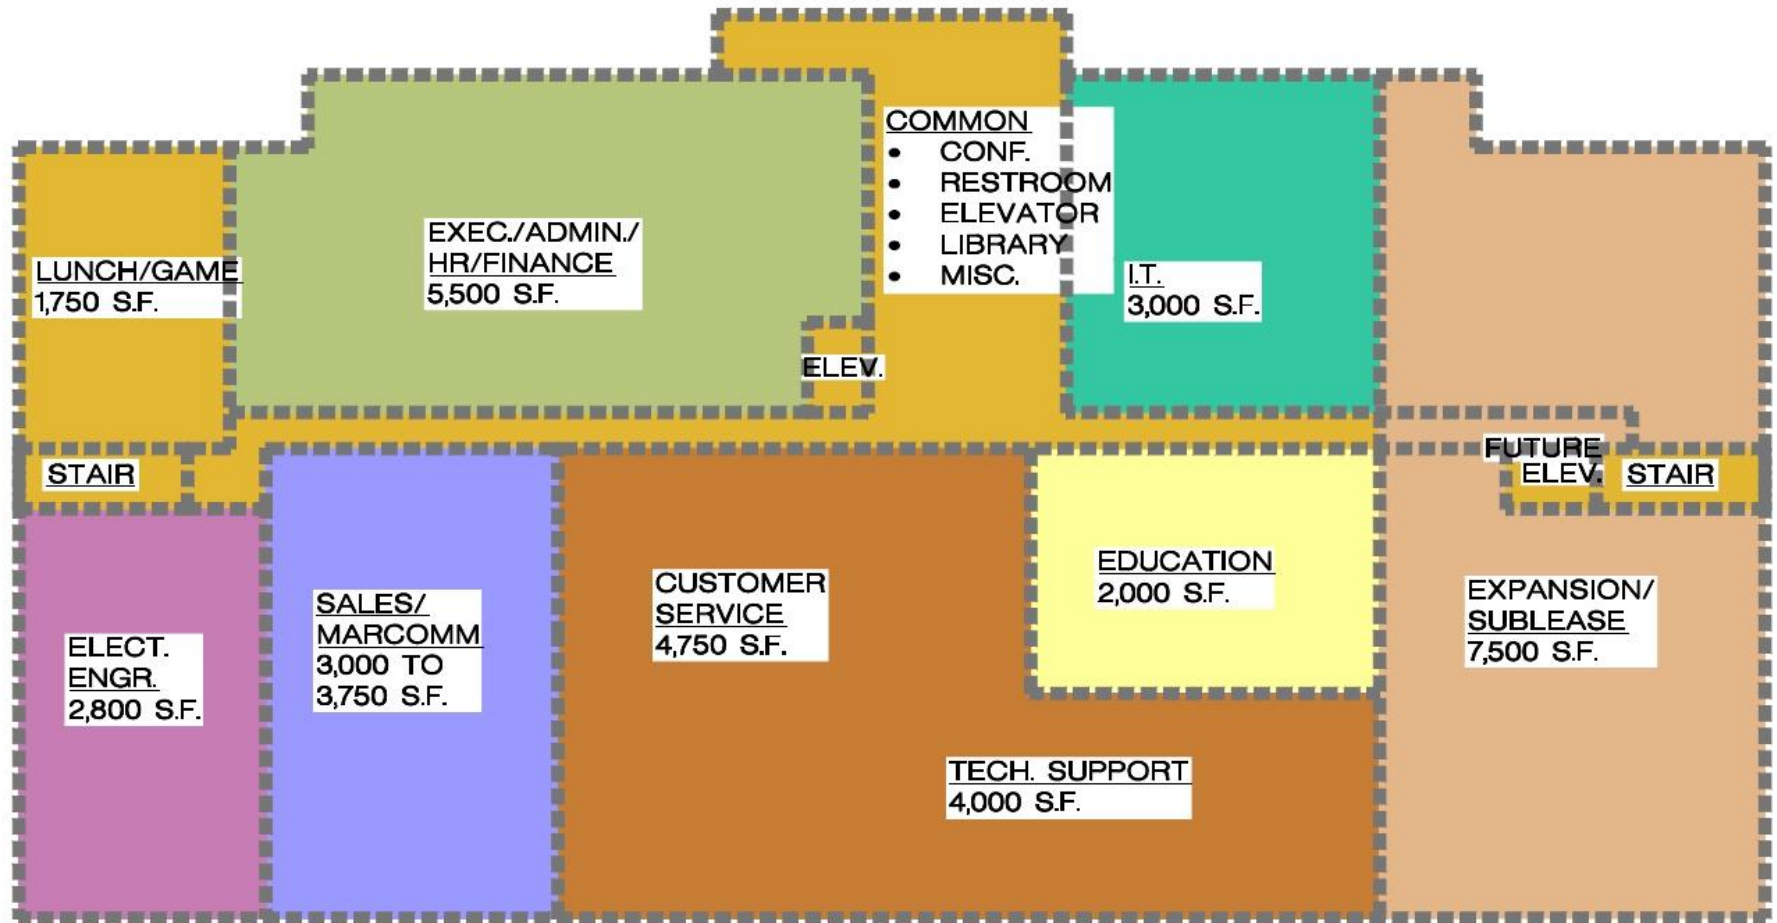 COMMON
• CONF.
• RESTROOM
• ELEVATOR
• LIBRARY
• MISC.
EXEC./ADMIN./
HR/FINANCE
5,500 S.F.
LUNCH/GAME
1,750 S.F.
I.T.
3,000 S.F.
ELEV.
STAIR
FUTURE
ELEV.
STAIR
ELECT.
ENGR.
2,800 S.F.
SALES/
MARCOMM
3,000 TO
3,750 S.F.
CUSTOMER
SERVICE
4,750 S.F.
EDUCATION
2,000 S.F.
EXPANSION/
SUBLEASE
7,500 S.F.
TECH. SUPPORT
4,000 S.F.